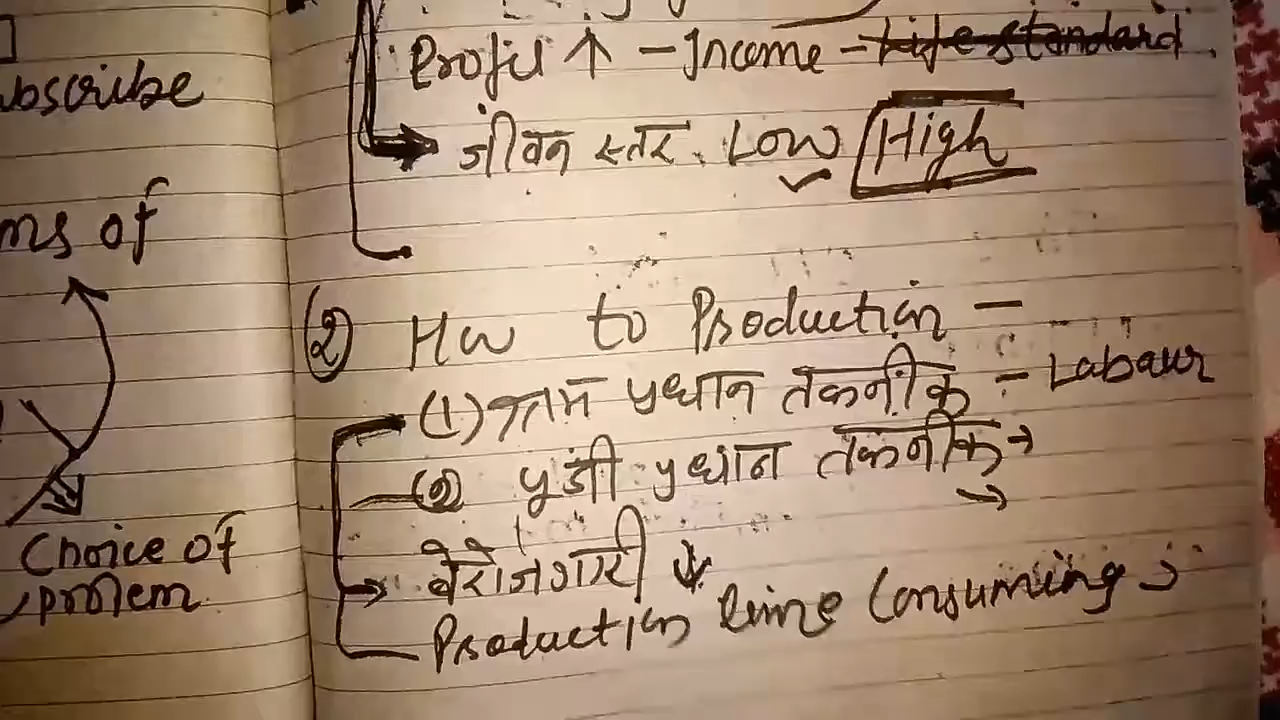 ubscribe
ms of
Choice of
problem
Profit ↑ - Income - Life standard.
→ जीवन स्तर. Low / High
(2) How to Production -
(1) श्रम प्रधान तकनीक - Labour
(2) पूंजी प्रधान तकनीक →
→ बेरोजगारी ↓
Production time Consuming